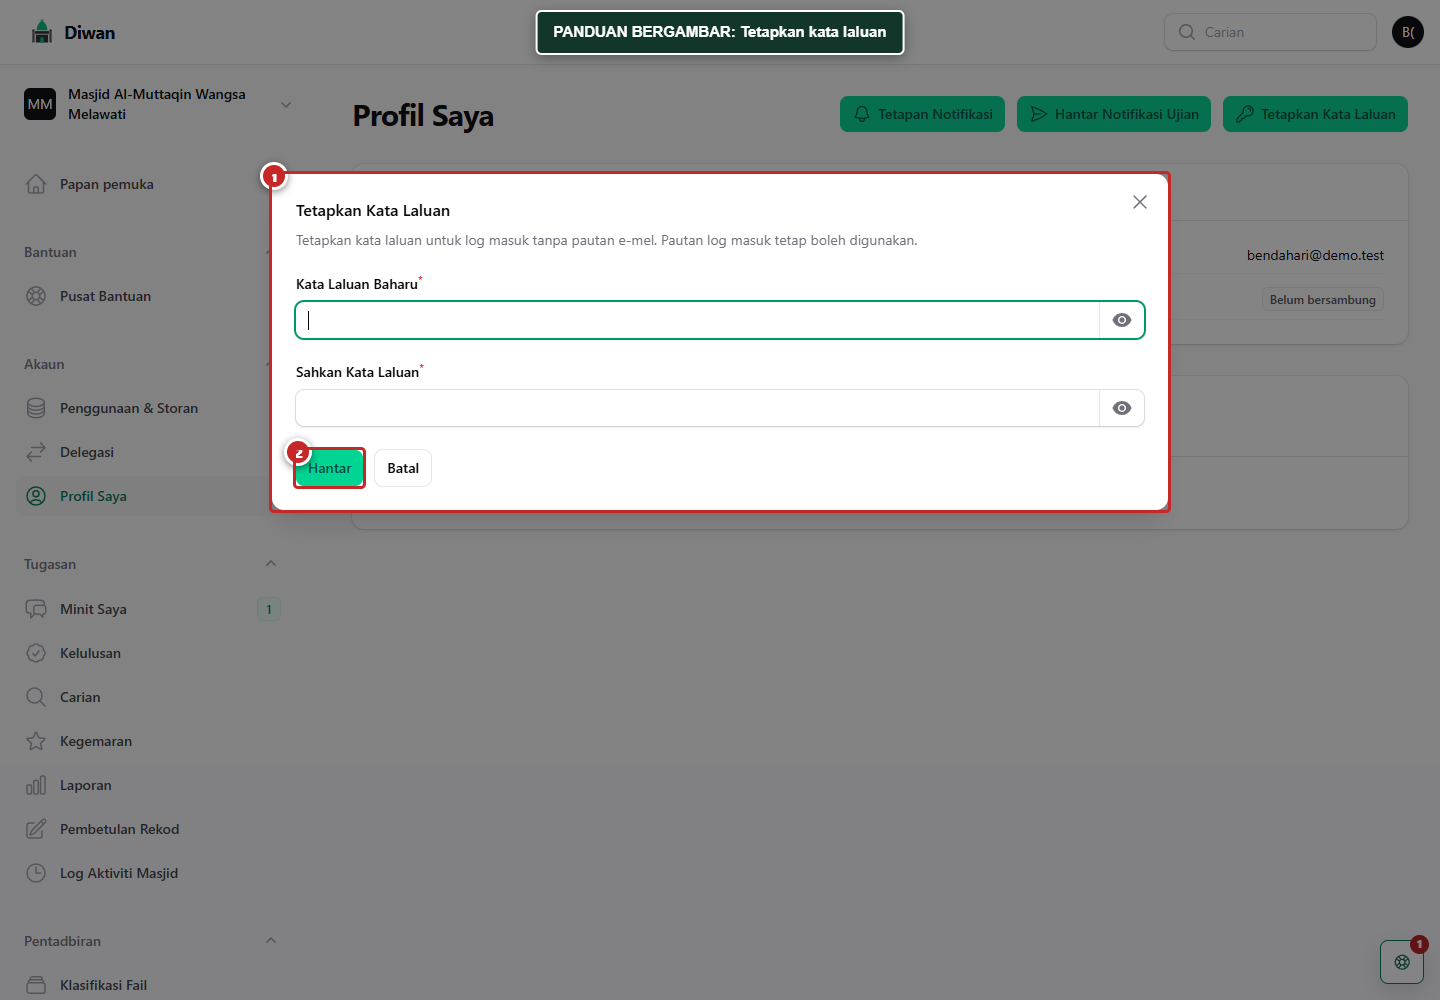 Diwan
PANDUAN BERGAMBAR: Tetapkan kata laluan
Carian
B(
MM
Masjid Al-Muttaqin Wangsa
Melawati
Profil Saya
Tetapan Notifikasi
Hantar Notifikasi Ujian
Tetapkan Kata Laluan
Papan pemuka
Bantuan
Pusat Bantuan
Akaun
Penggunaan & Storan
Delegasi
Profil Saya
Tugasan
Minit Saya
1
Kelulusan
Carian
Kegemaran
Laporan
Pembetulan Rekod
Log Aktiviti Masjid
Pentadbiran
Klasifikasi Fail
1
Tetapkan Kata Laluan
Tetapkan kata laluan untuk log masuk tanpa pautan e-mel. Pautan log masuk tetap boleh digunakan.
Kata Laluan Baharu*
Sahkan Kata Laluan*
2
Hantar
Batal
bendahari@demo.test
Belum bersambung
1